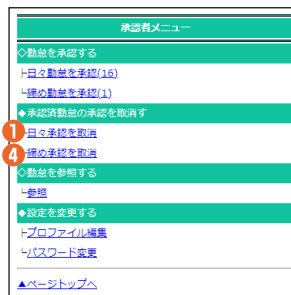 承認者メニュー
◇勤怠を承認する
├日々勤怠を承認(16)
└締め勤怠を承認(1)
◆承認済勤怠の承認を取消す
1 日々承認を取消
4 締め承認を取消
◇勤怠を参照する
└参照
◆設定を変更する
├プロファイル編集
└パスワード変更
▲ページトップへ